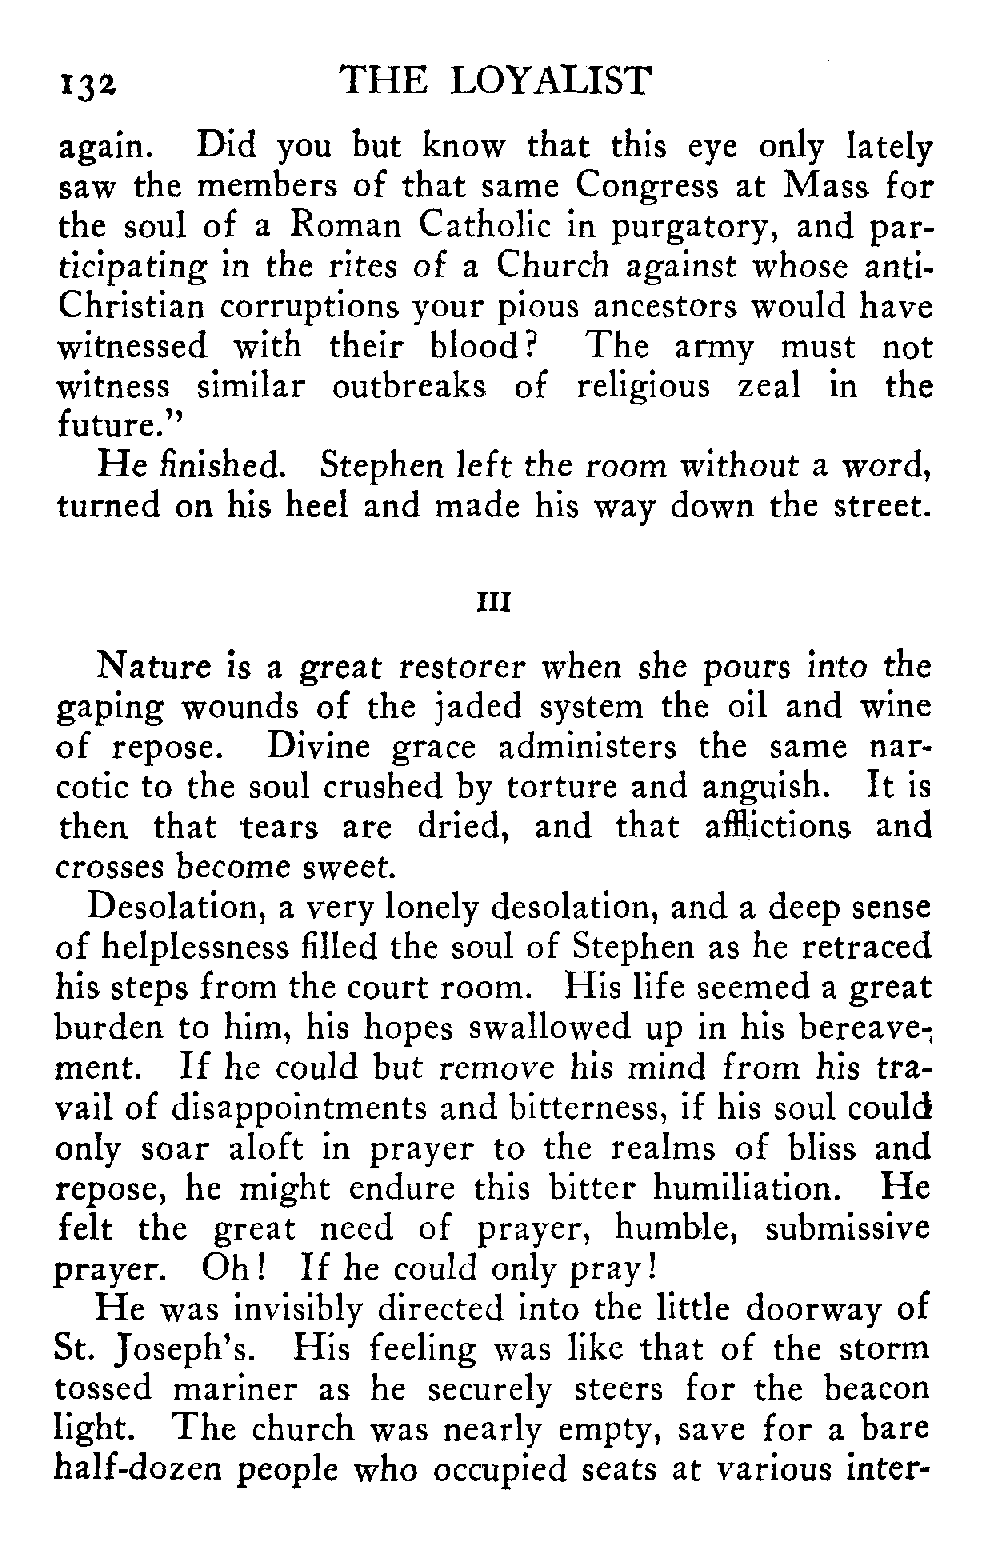 132 THE LOYALIST
again. Did you but know that this eye only lately
saw the members of that same Congress at Mass for
the soul of a Roman Catholic in purgatory, and par-
ticipating in the rites of a Church against whose anti-
Christian corruptions your pious ancestors would have
witnessed with their blood? The army must not
witness similar outbreaks of religious zeal in the
future."
He finished. Stephen left the room without a word,
turned on his heel and made his way down the street.
III
Nature is a great restorer when she pours into the
gaping wounds of the jaded system the oil and wine
of repose. Divine grace administers the same nar-
cotic to the soul crushed by torture and anguish. It is
then that tears are dried, and that afflictions and
crosses become sweet.
Desolation, a very lonely desolation, and a deep sense
of helplessness filled the soul of Stephen as he retraced
his steps from the court room. His life seemed a great
burden to him, his hopes swallowed up in his bereave-
ment. If he could but remove his mind from his tra-
vail of disappointments and bitterness, if his soul could
only soar aloft in prayer to the realms of bliss and
repose, he might endure this bitter humiliation. He
felt the great need of prayer, humble, submissive
prayer. Oh! If he could only pray!
He was invisibly directed into the little doorway of
St. Joseph's. His feeling was like that of the storm
tossed mariner as he securely steers for the beacon
light. The church was nearly empty, save for a bare
half-dozen people who occupied seats at various inter-